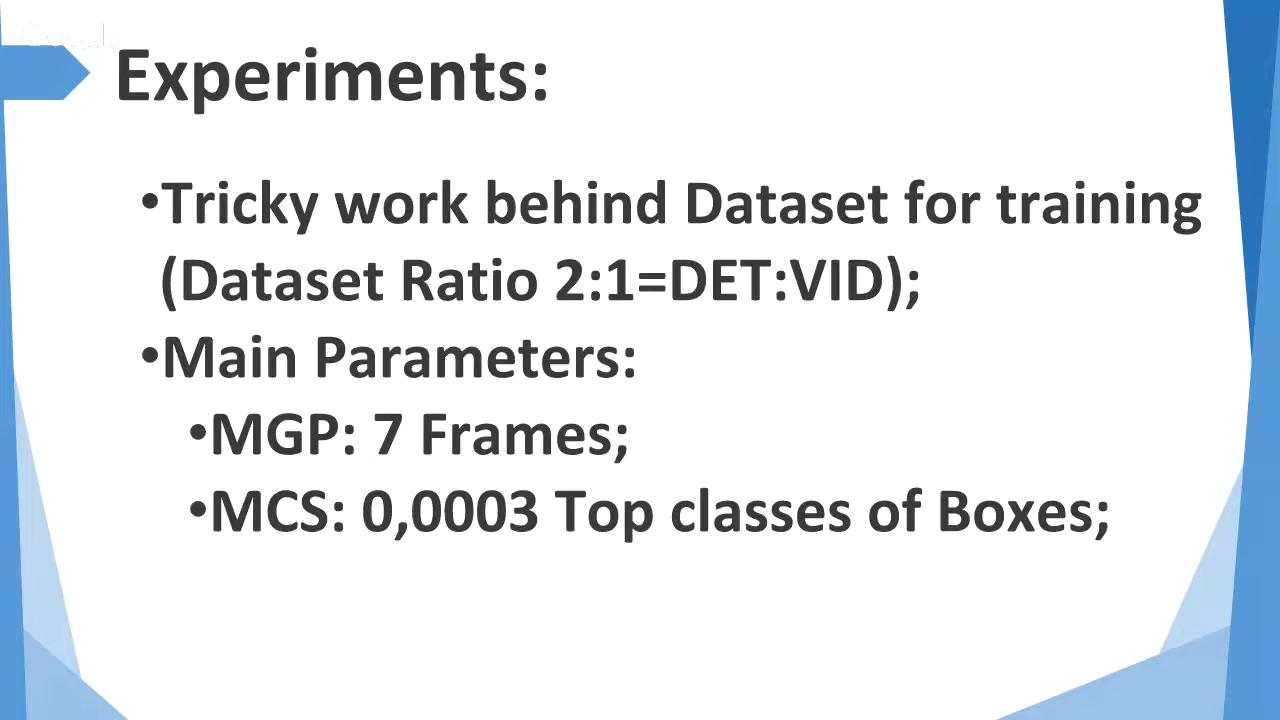 Experiments:
•Tricky work behind Dataset for training
(Dataset Ratio 2:1=DET:VID);
•Main Parameters:
•MGP: 7 Frames;
•MCS: 0,0003 Top classes of Boxes;